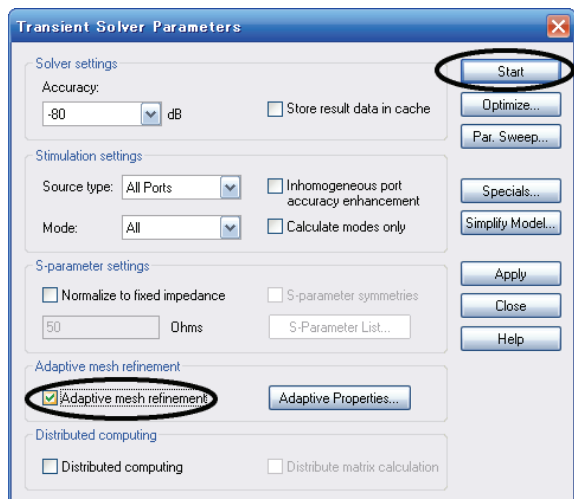 Transient Solver Parameters
Solver settings
Accuracy:
-80 dB
Store result data in cache
Stimulation settings
Source type: All Ports
Inhomogeneous port
accuracy enhancement
Mode: All
Calculate modes only
S-parameter settings
Normalize to fixed impedance
S-parameter symmetries
50 Ohms
S-Parameter List...
Adaptive mesh refinement
Adaptive mesh refinement
Adaptive Properties...
Distributed computing
Distributed computing
Distribute matrix calculation
Start
Optimize...
Par. Sweep...
Specials...
Simplify Model...
Apply
Close
Help